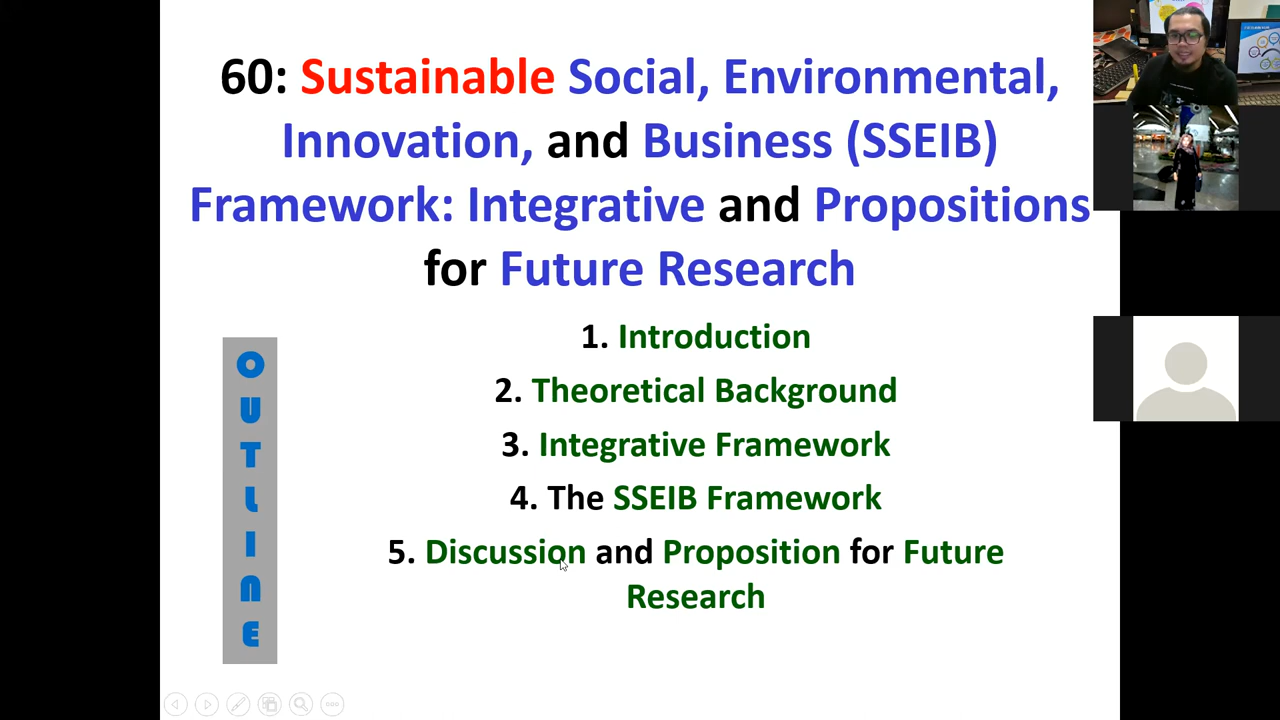 60: Sustainable Social, Environmental,
Innovation, and Business (SSEIB)
Framework: Integrative and Propositions
for Future Research
OUTLINE
1. Introduction
2. Theoretical Background
3. Integrative Framework
4. The SSEIB Framework
5. Discussion and Proposition for Future
Research